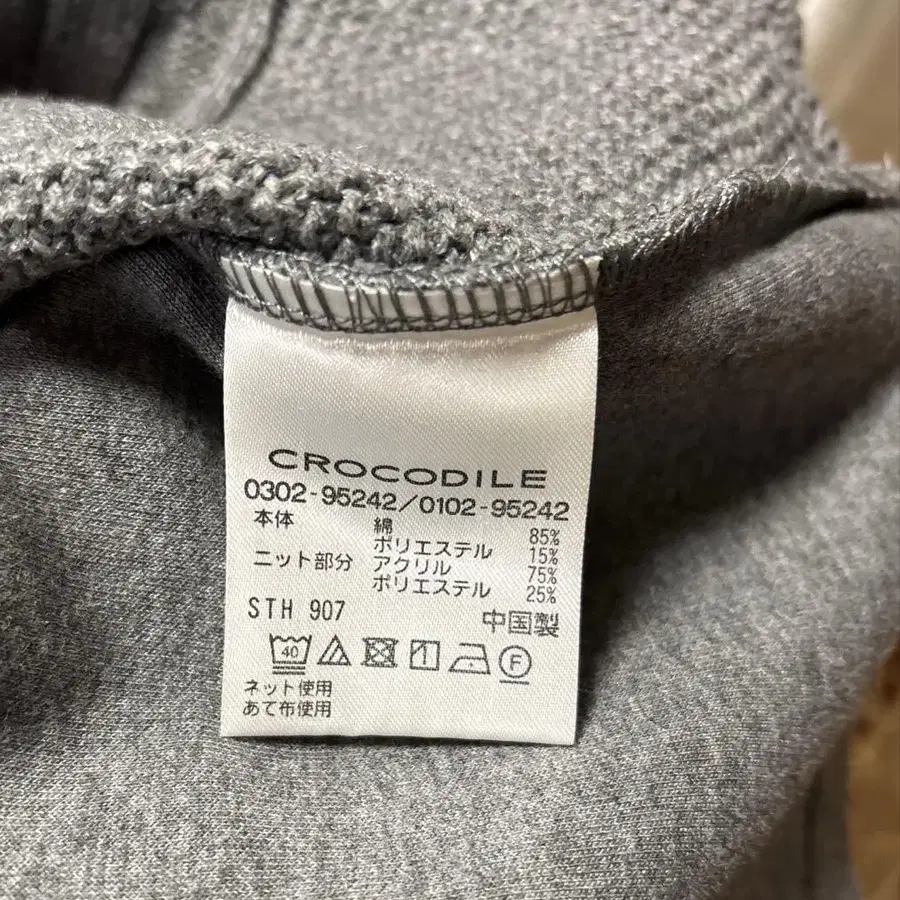 CROCODILE
0302-95242/0102-95242
本体 綿 85%
ポリエステル 15%
ニット部分 アクリル 75%
ポリエステル 25%
STH 907 中国製
40 F
ネット使用
あて布使用